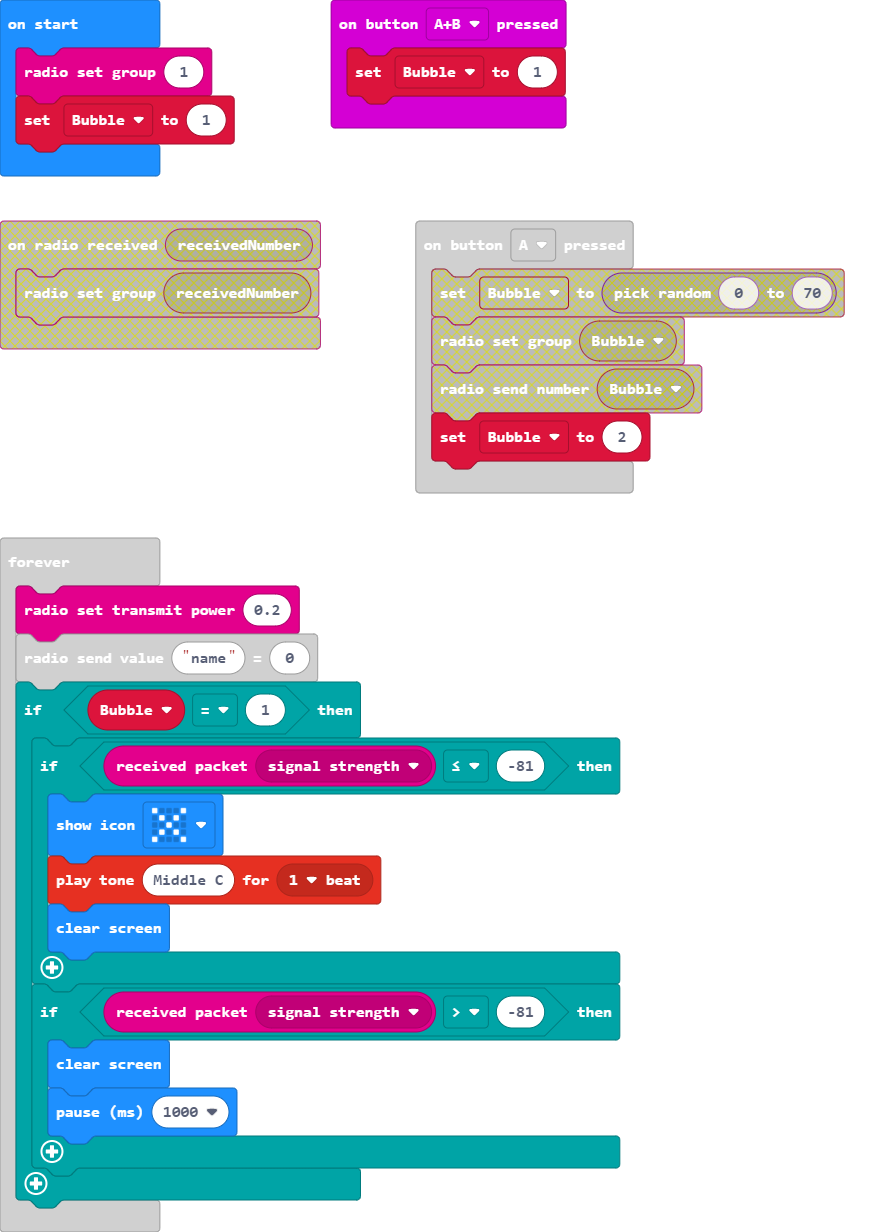 on start
radio set group 1
set Bubble to 1
on button A+B pressed
set Bubble to 1
on radio received receivedNumber
radio set group receivedNumber
on button A pressed
set Bubble to pick random 0 to 70
radio set group Bubble
radio send number Bubble
set Bubble to 2
forever
radio set transmit power 0.2
radio send value "name" = 0
if Bubble = 1 then
if received packet signal strength ≤ -81 then
show icon
play tone Middle C for 1 beat
clear screen
if received packet signal strength > -81 then
clear screen
pause (ms) 1000